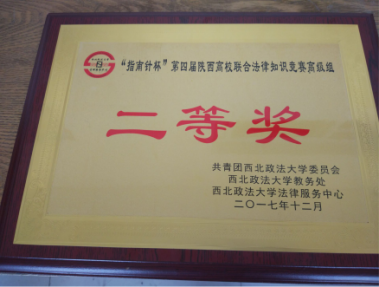 “指南针杯”第四届陕西高校联合法律知识竞赛高级组
二等奖
共青团西北政法大学委员会
西北政法大学教务处
西北政法大学法律服务中心
二〇一七年十二月